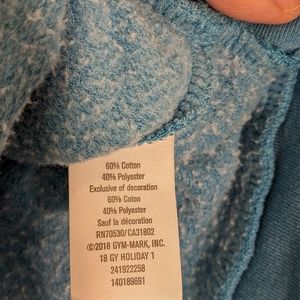 60% Cotton
40% Polyester
Exclusive of decoration
60% Coton
40% Polyester
Sauf la décoration
RN70530/CA31802
©2018 GYM-MARK, INC.
18 GY HOLIDAY 1
241922258
140189691